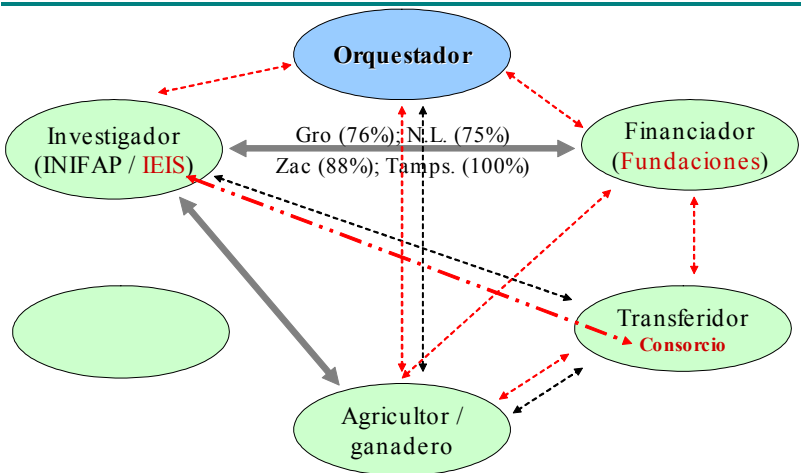 Orquestador
Investigador
(INIFAP / IEIS)
Gro (76%); N.L. (75%)
Zac (88%); Tamps. (100%)
Financiador
(Fundaciones)
Transferidor
Consorcio
Agricultor /
ganadero